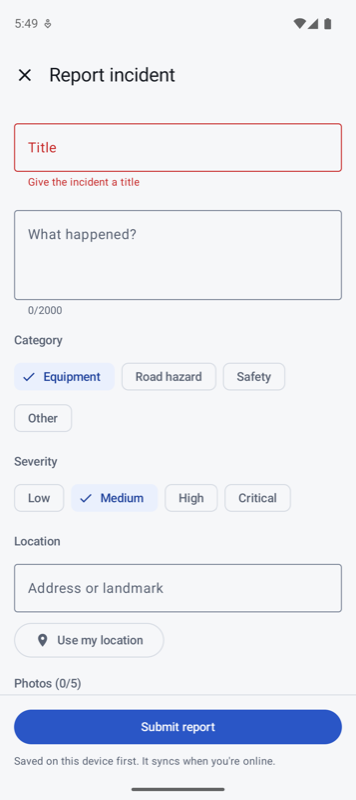 5:49
Report incident
Title
Give the incident a title
What happened?
0/2000
Category
Equipment
Road hazard
Safety
Other
Severity
Low
Medium
High
Critical
Location
Address or landmark
Use my location
Photos (0/5)
Submit report
Saved on this device first. It syncs when you're online.